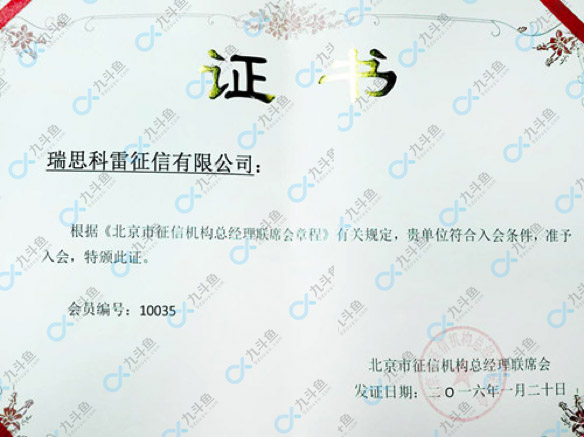 证书
瑞思科雷征信有限公司：
根据《北京市征信机构总经理联席会章程》有关规定，贵单位符合入会条件，准予
入会，特颁此证。
会员编号：10035
北京市征信机构总经理联席会
发证日期：二〇一六年一月二十日
九斗鱼